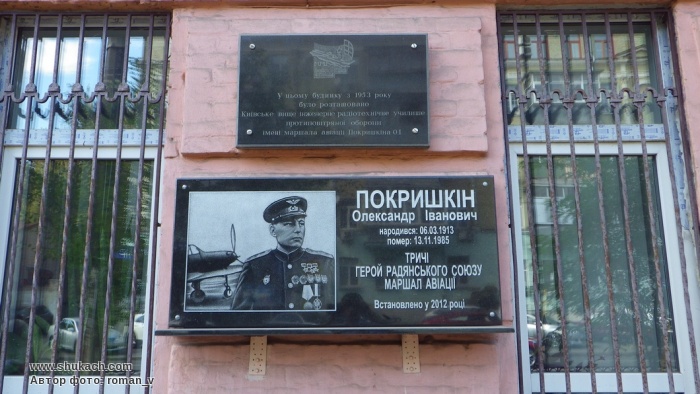 У цьому будинку з 1953 року
було розташовано
Київське вище інженерне радіотехнічне училище
протиповітряної оборони
імені маршала авіації Покришкіна О.І.
ПОКРИШКІН
Олександр Іванович
народився: 06.03.1913
помер: 13.11.1985
ТРИЧІ
ГЕРОЙ РАДЯНСЬКОГО СОЮЗУ
МАРШАЛ АВІАЦІЇ
Встановлено у 2012 році
www.shukach.com
Автор фото: roman_v